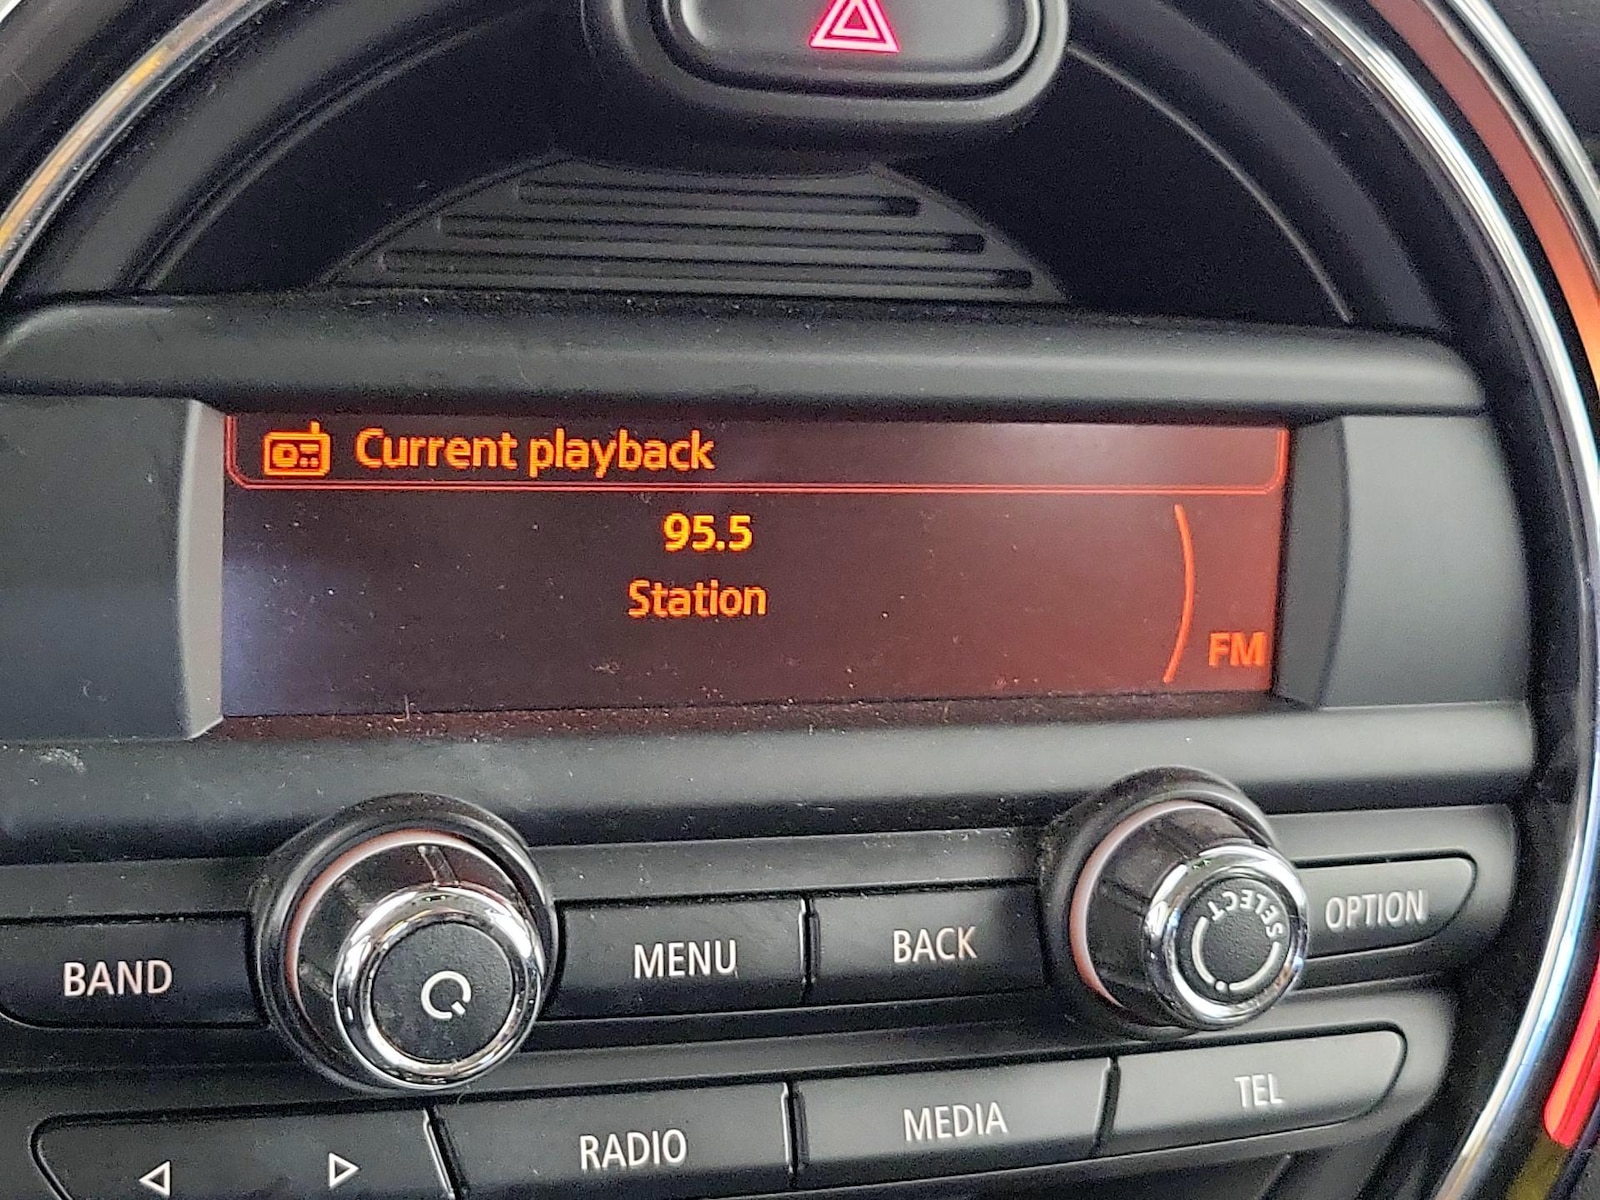 Current playback
95.5
Station
FM
BAND
MENU
BACK
SELECT
OPTION
RADIO
MEDIA
TEL